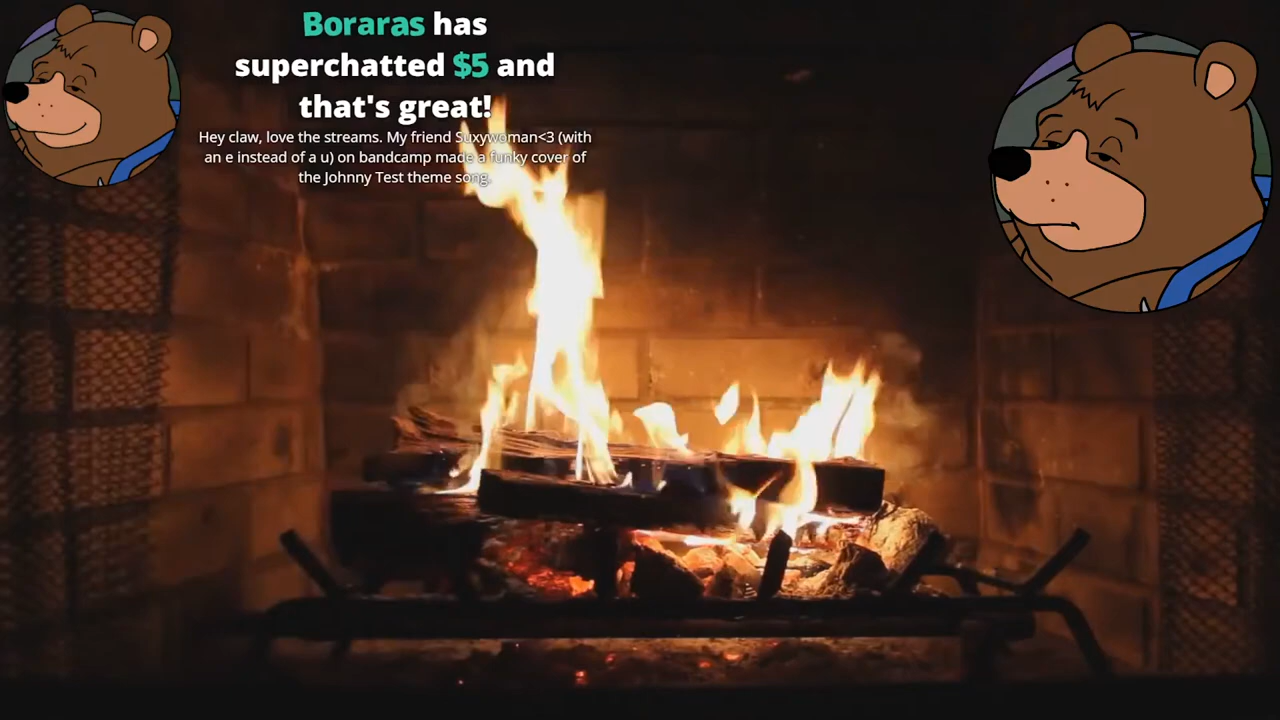 Boraras has
superchatted $5 and
that's great!
Hey claw, love the streams. My friend Suxywoman<3 (with
an e instead of a u) on bandcamp made a funky cover of
the Johnny Test theme song.